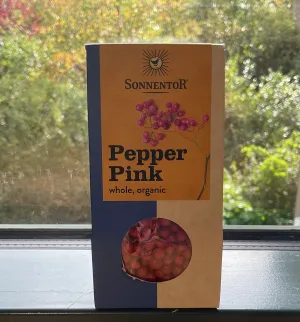 SONNENTOR
Pepper
Pink
whole, organic